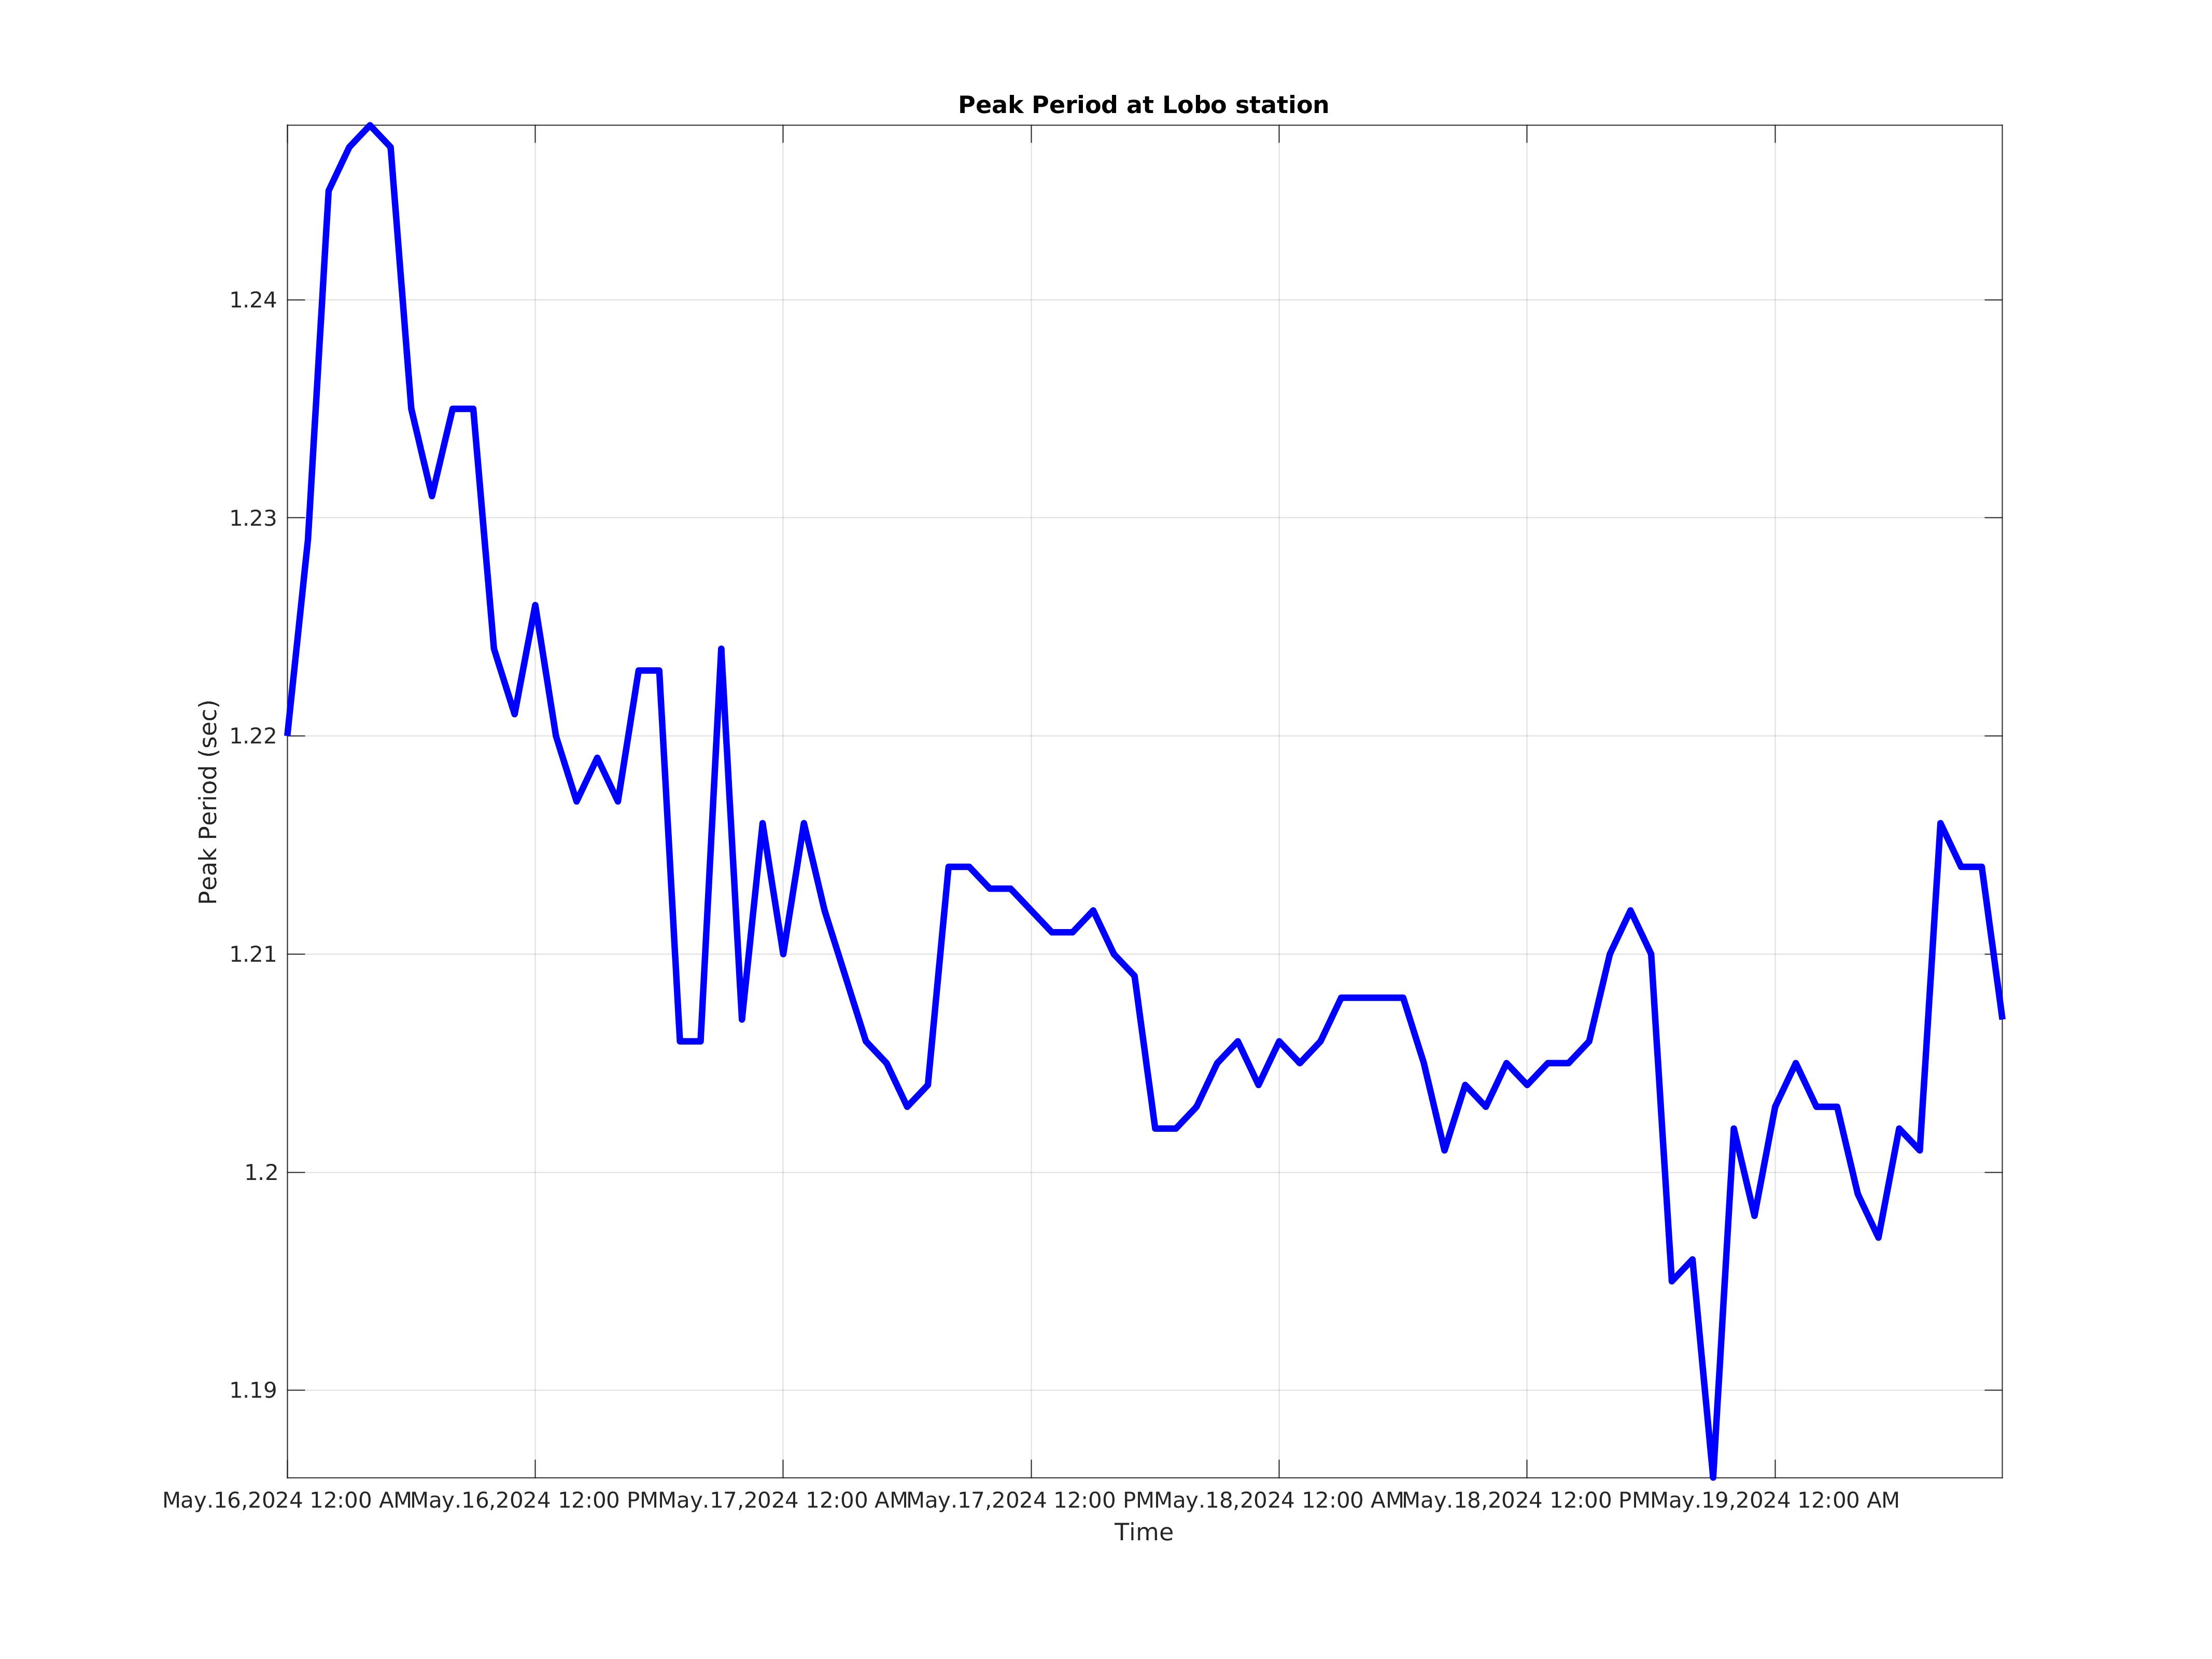 Peak Period at Lobo station
Peak Period (sec)
1.24
1.23
1.22
1.21
1.2
1.19
May.16,2024 12:00 AM May.16,2024 12:00 PM May.17,2024 12:00 AM May.17,2024 12:00 PM May.18,2024 12:00 AM May.18,2024 12:00 PM May.19,2024 12:00 AM
Time